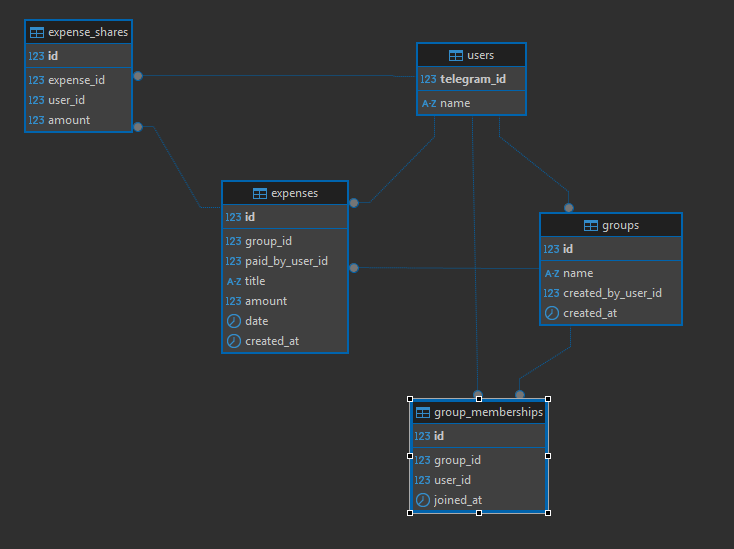 expense_shares
123 id
123 expense_id
123 user_id
123 amount
users
123 telegram_id
A-Z name
expenses
123 id
123 group_id
123 paid_by_user_id
A-Z title
123 amount
date
created_at
groups
123 id
A-Z name
123 created_by_user_id
created_at
group_memberships
123 id
123 group_id
123 user_id
joined_at